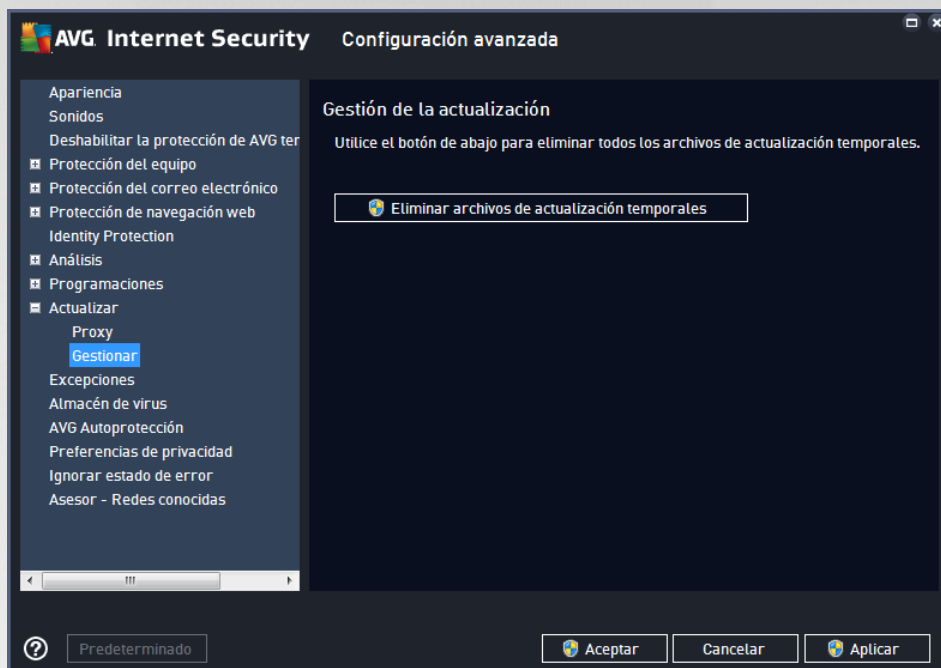 AVG. Internet Security Configuración avanzada
Apariencia
Sonidos
Deshabilitar la protección de AVG ter
Protección del equipo
Protección del correo electrónico
Protección de navegación web
Identity Protection
Análisis
Programaciones
Actualizar
Proxy
Gestionar
Excepciones
Almacén de virus
AVG Autoprotección
Preferencias de privacidad
Ignorar estado de error
Asesor - Redes conocidas
Gestión de la actualización
Utilice el botón de abajo para eliminar todos los archivos de actualización temporales.
Eliminar archivos de actualización temporales
Predeterminado
Aceptar
Cancelar
Aplicar